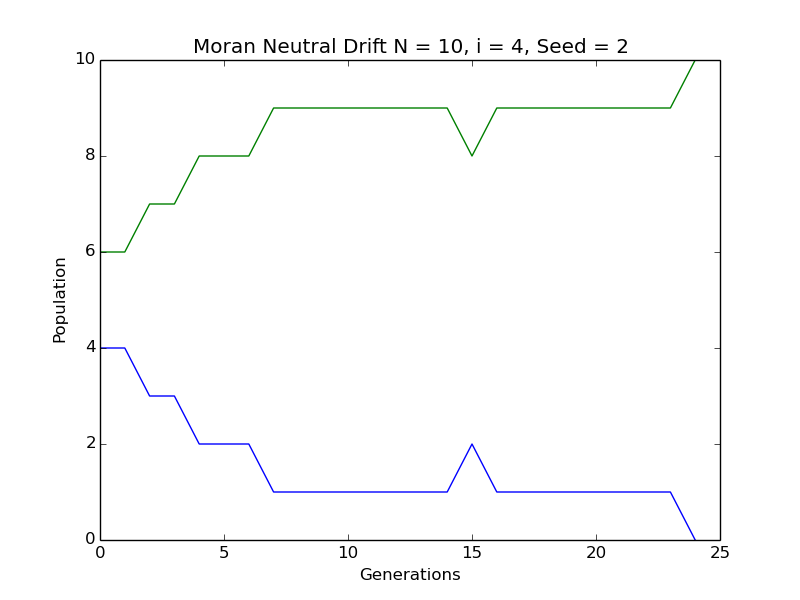 Moran Neutral Drift N = 10, i = 4, Seed = 2
10
8
6
4
2
0
Population
0 5 10 15 20 25
Generations